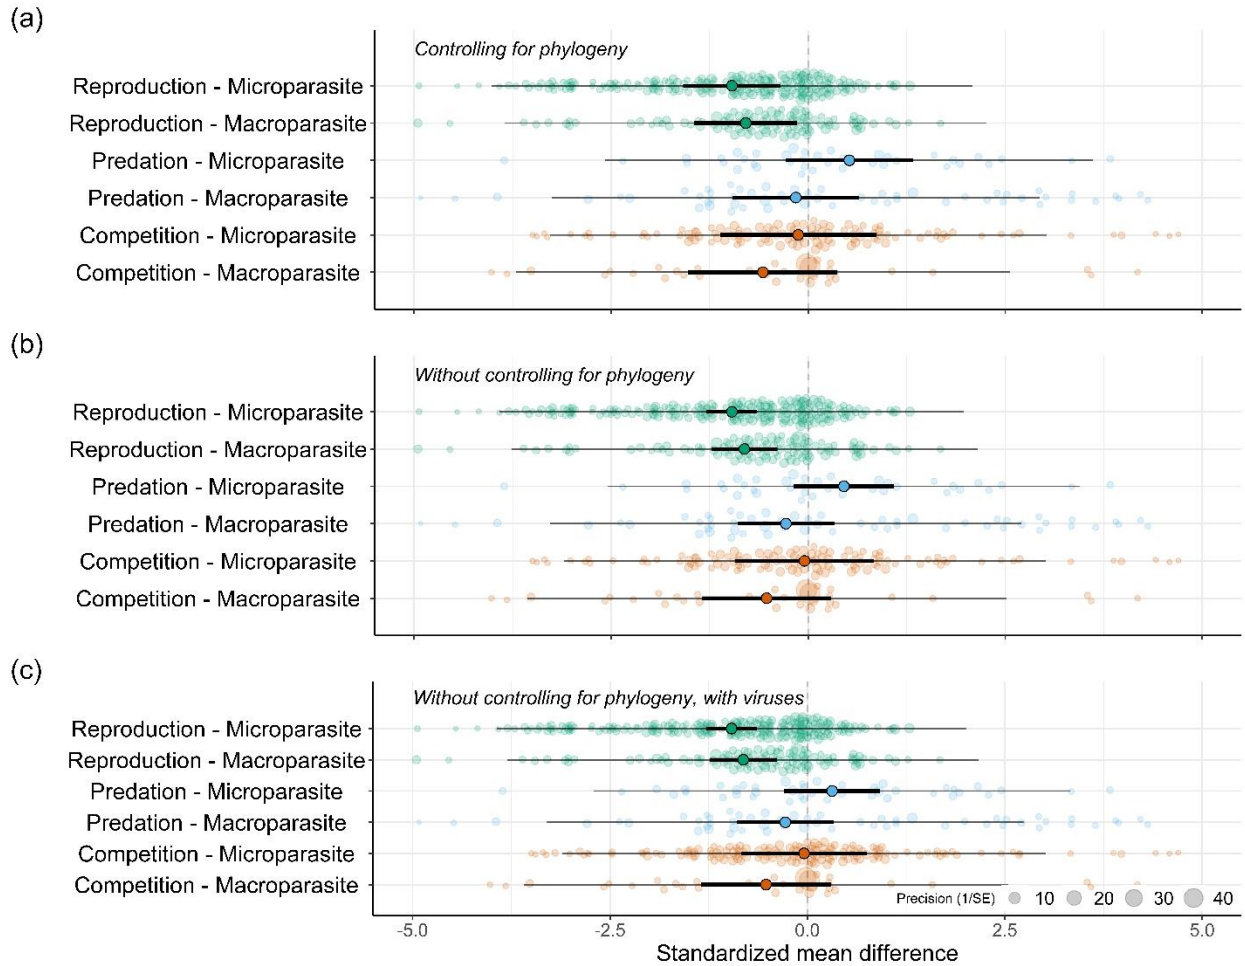 (a)
Controlling for phylogeny
Reproduction - Microparasite
Reproduction - Macroparasite
Predation - Microparasite
Predation - Macroparasite
Competition - Microparasite
Competition - Macroparasite
(b)
Without controlling for phylogeny
Reproduction - Microparasite
Reproduction - Macroparasite
Predation - Microparasite
Predation - Macroparasite
Competition - Microparasite
Competition - Macroparasite
(c)
Without controlling for phylogeny, with viruses
Reproduction - Microparasite
Reproduction - Macroparasite
Predation - Microparasite
Predation - Macroparasite
Competition - Microparasite
Competition - Macroparasite
Precision (1/SE) 10 20 30 40
-5.0 -2.5 0.0 2.5 5.0
Standardized mean difference